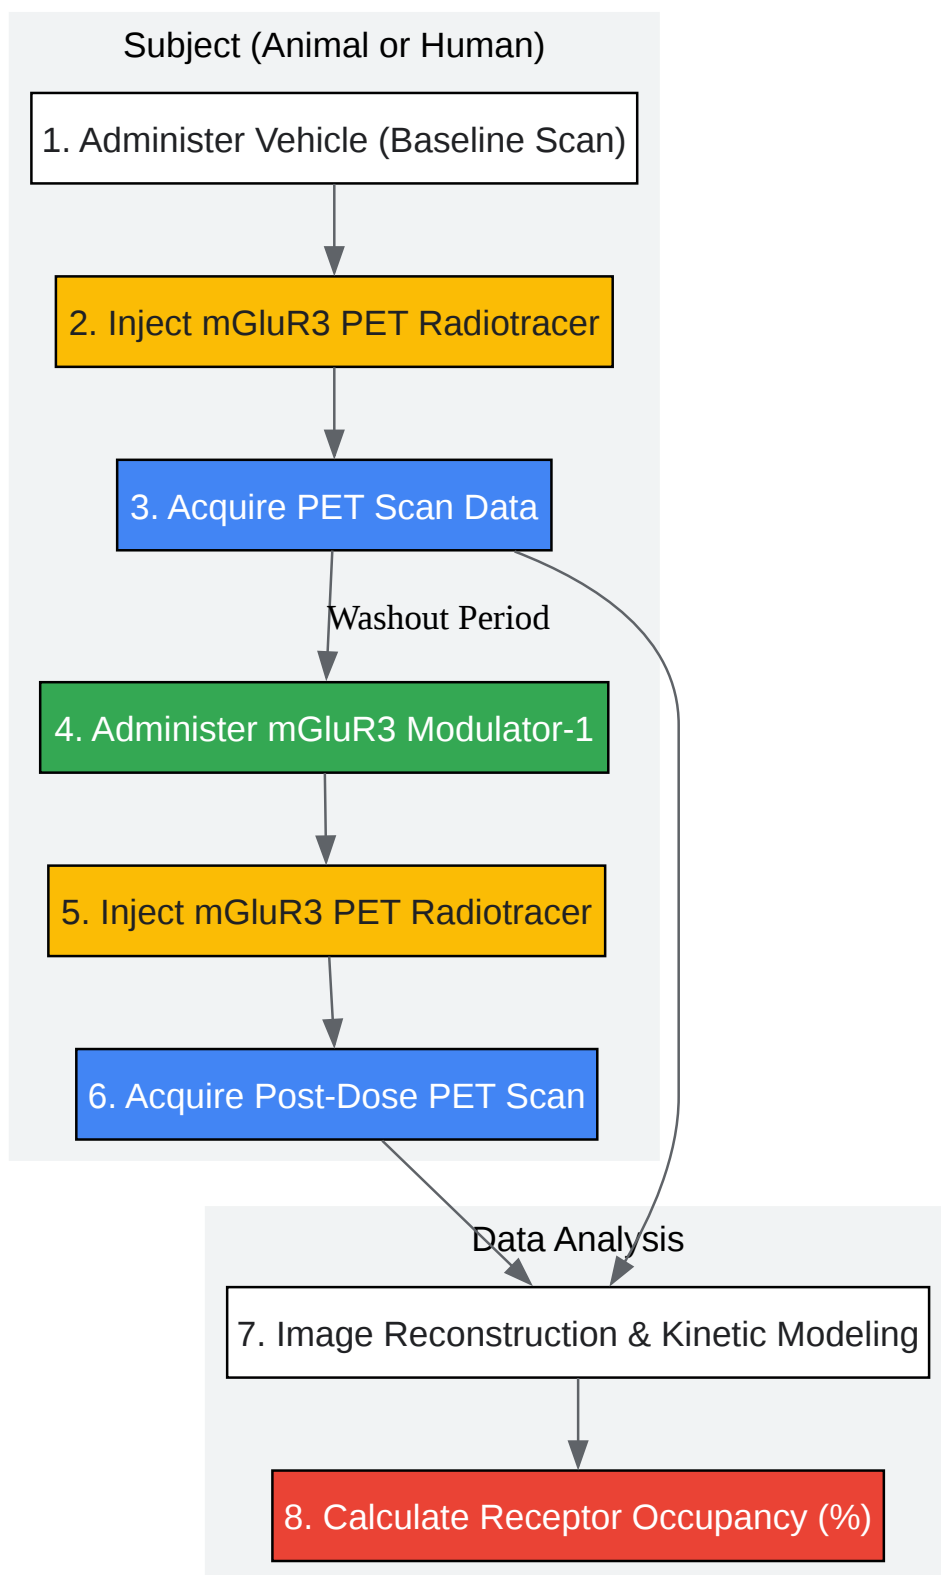 Subject (Animal or Human)
1. Administer Vehicle (Baseline Scan)
2. Inject mGluR3 PET Radiotracer
3. Acquire PET Scan Data
Washout Period
4. Administer mGluR3 Modulator-1
5. Inject mGluR3 PET Radiotracer
6. Acquire Post-Dose PET Scan
Data Analysis
7. Image Reconstruction & Kinetic Modeling
8. Calculate Receptor Occupancy (%)